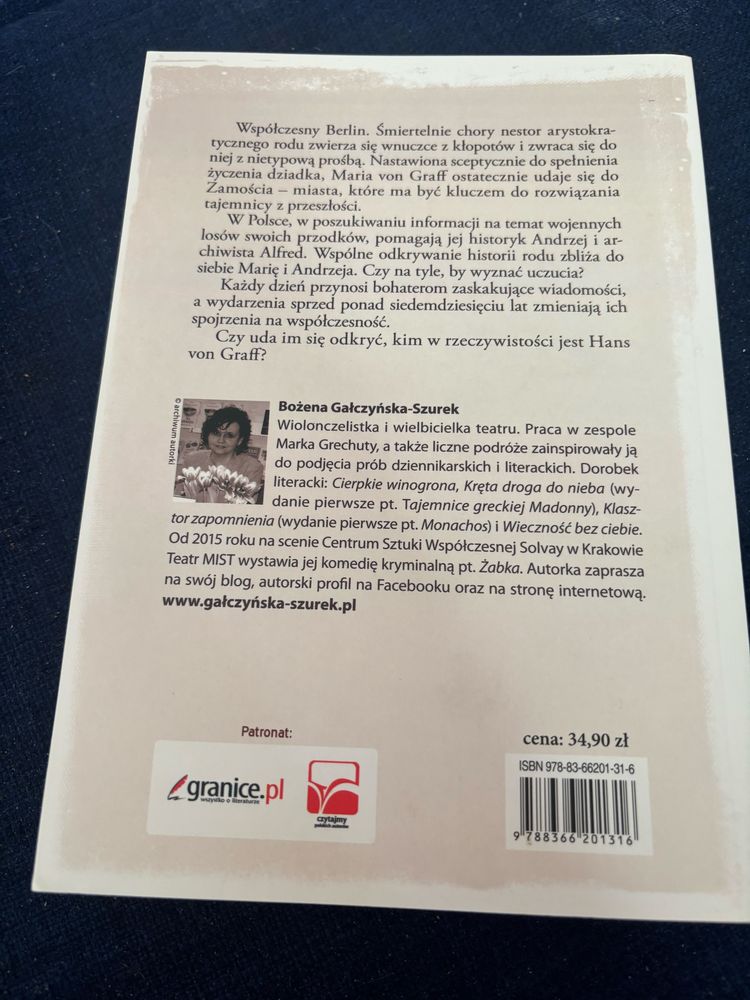 Współczesny Berlin. Śmiertelnie chory nestor arystokra-
tycznego rodu zwierza się wnuczce z kłopotów i zwraca się do
niej z nietypową prośbą. Nastawiona sceptycznie do spełnienia
życzenia dziadka, Maria von Graff ostatecznie udaje się do
Zamościa – miasta, które ma być kluczem do rozwiązania
tajemnicy z przeszłości.
W Polsce, w poszukiwaniu informacji na temat wojennych
losów swoich przodków, pomagają jej historyk Andrzej i ar-
chiwista Alfred. Wspólne odkrywanie historii rodu zbliża do
siebie Marię i Andrzeja. Czy na tyle, by wyznać uczucia?
Każdy dzień przynosi bohaterom zaskakujące wiadomości,
a wydarzenia sprzed ponad siedemdziesięciu lat zmieniają ich
spojrzenia na współczesność.
Czy uda im się odkryć, kim w rzeczywistości jest Hans
von Graff?
© archiwum autorki
Bożena Gałczyńska-Szurek
Wiolonczelistka i wielbicielka teatru. Praca w zespole
Marka Grechuty, a także liczne podróże zainspirowały ją
do podjęcia prób dziennikarskich i literackich. Dorobek
literacki: Cierpkie winogrona, Kręta droga do nieba (wy-
danie pierwsze pt. Tajemnice greckiej Madonny), Klasz-
tor zapomnienia (wydanie pierwsze pt. Monachos) i Wieczność bez ciebie.
Od 2015 roku na scenie Centrum Sztuki Współczesnej Solvay w Krakowie
Teatr MIST wystawia jej komedię kryminalną pt. Żabka. Autorka zaprasza
na swój blog, autorski profil na Facebooku oraz na stronę internetową.
www.gałczyńska-szurek.pl
Patronat:
granice.pl
wszystko o literaturze
czytajmy
polskich autorów
cena: 34,90 zł
ISBN 978-83-66201-31-6
9 788366 201316